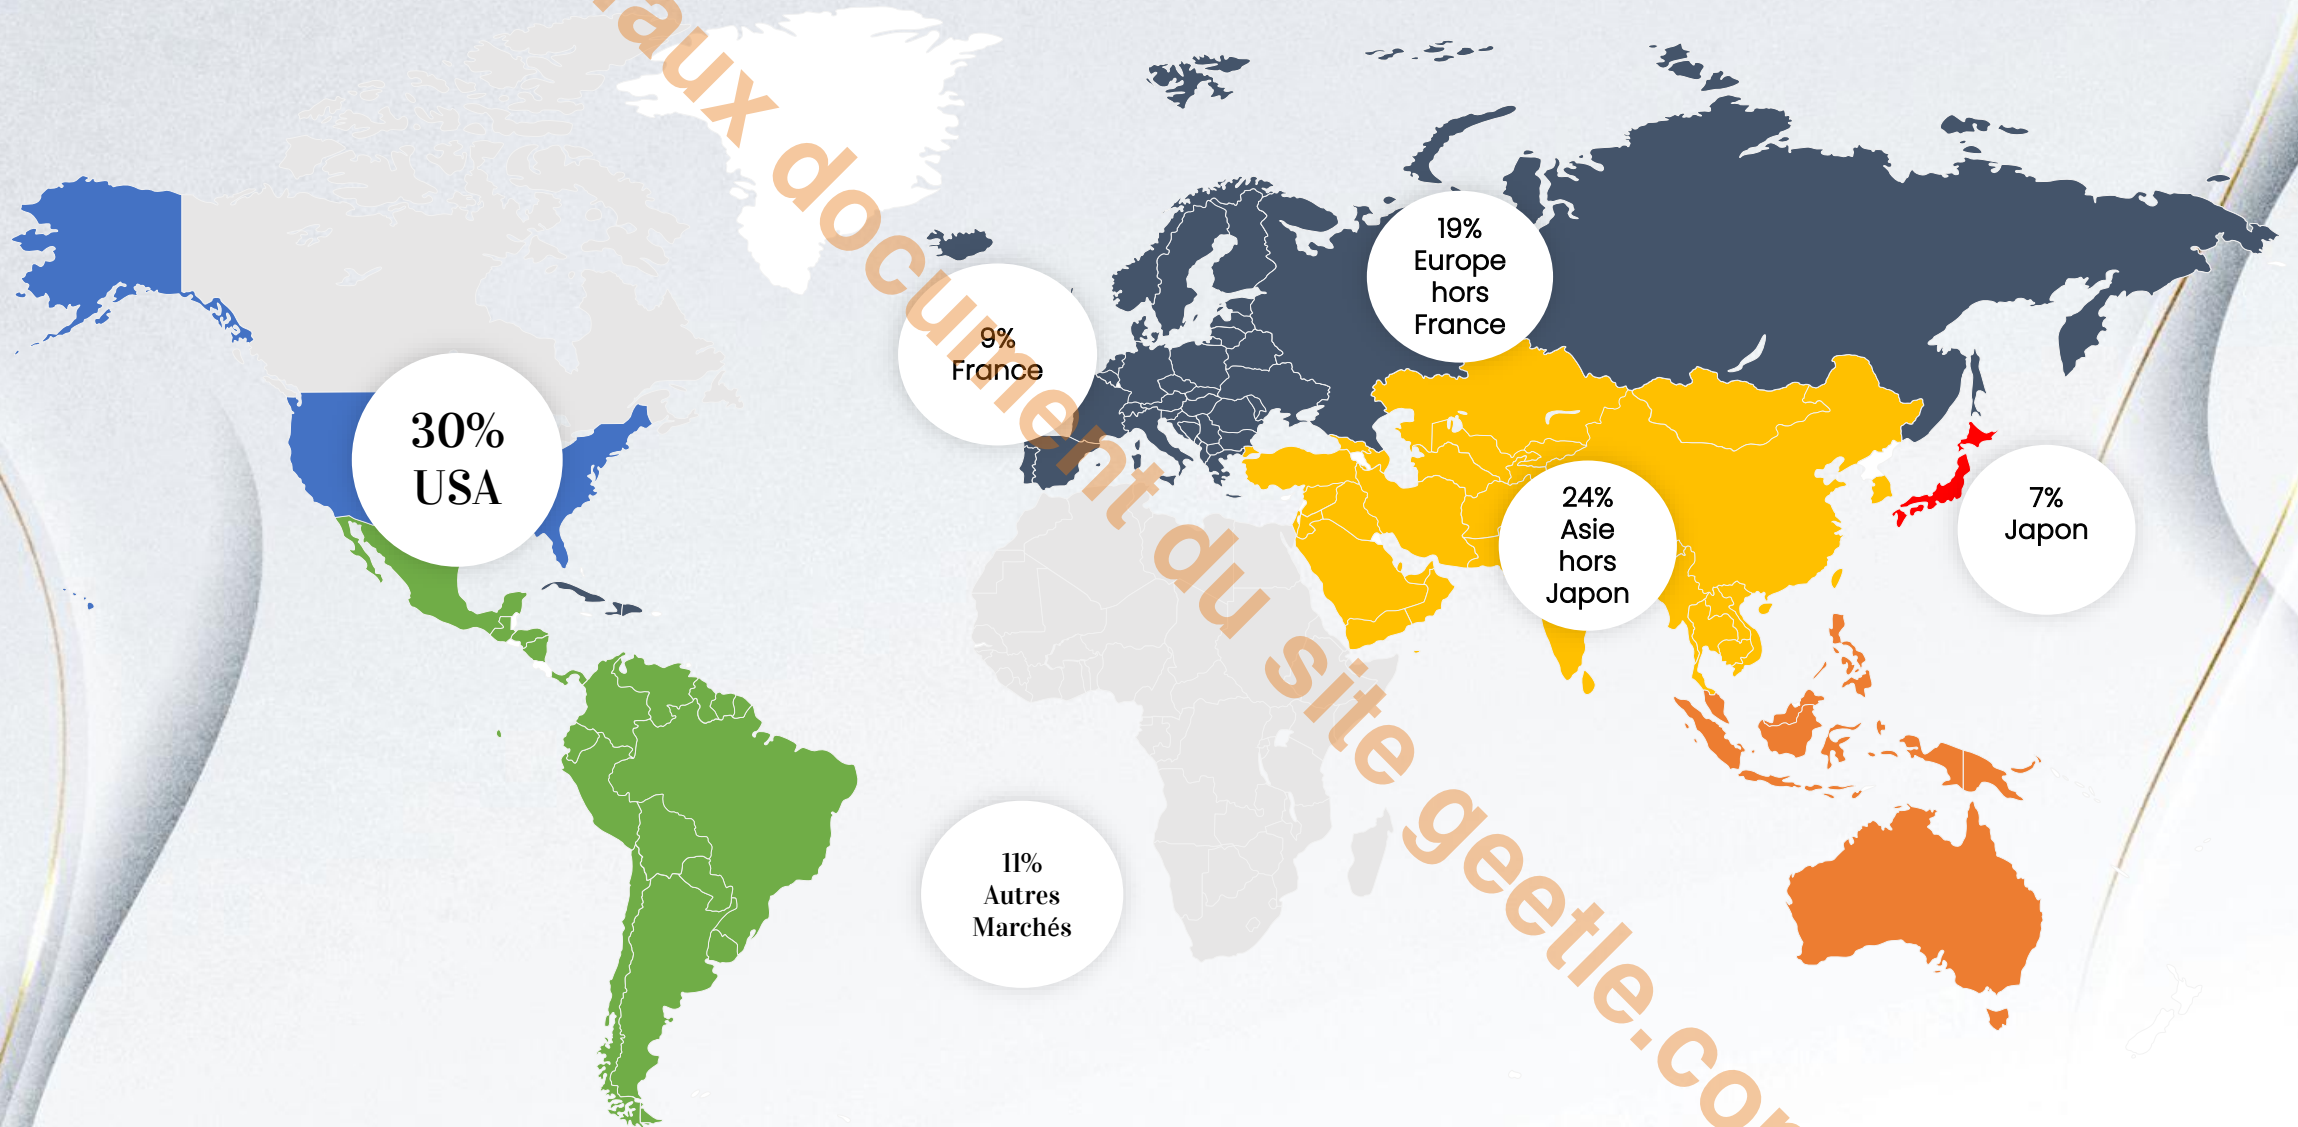 30%
USA
9%
France
19%
Europe
hors
France
24%
Asie
hors
Japon
7%
Japon
11%
Autres
Marchés
aux document du site geetle.co